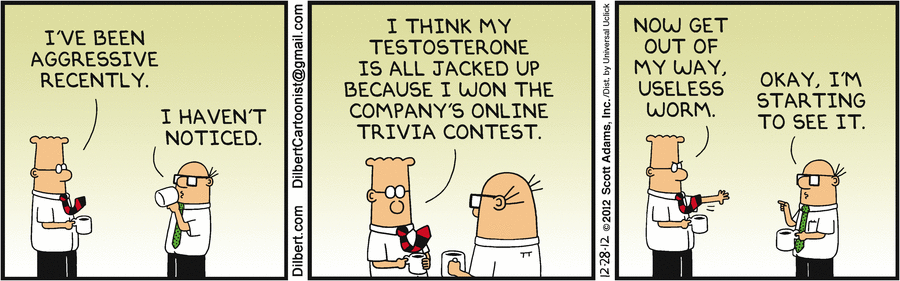 I'VE BEEN
AGGRESSIVE
RECENTLY.
I HAVEN'T
NOTICED.
Dilbert.com DilbertCartoonist@gmail.com
I THINK MY
TESTOSTERONE
IS ALL JACKED UP
BECAUSE I WON THE
COMPANY'S ONLINE
TRIVIA CONTEST.
12-28-12 ©2012 Scott Adams, Inc./Dist. by Universal Uclick
NOW GET
OUT OF
MY WAY,
USELESS
WORM.
OKAY, I'M
STARTING
TO SEE IT.